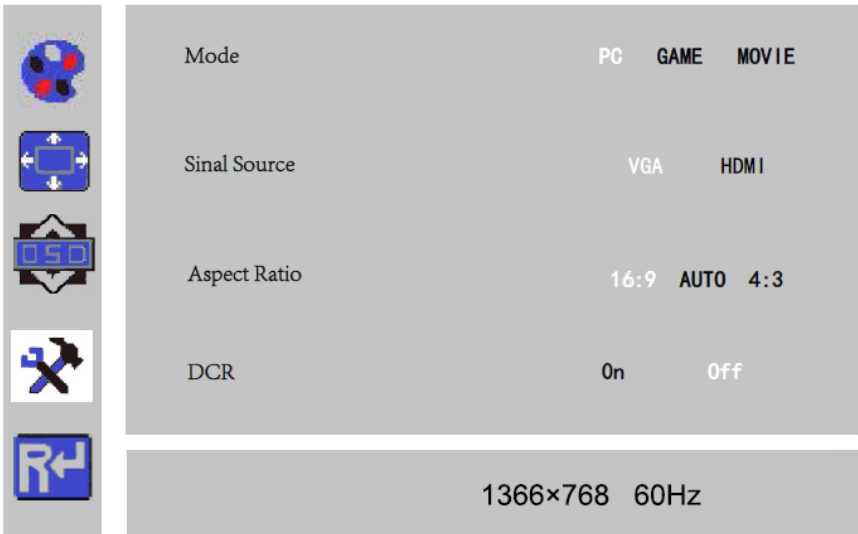 Mode PC GAME MOVIE
Sinal Source VGA HDMI
OSD
Aspect Ratio 16:9 AUTO 4:3
DCR On Off
R
1366×768 60Hz